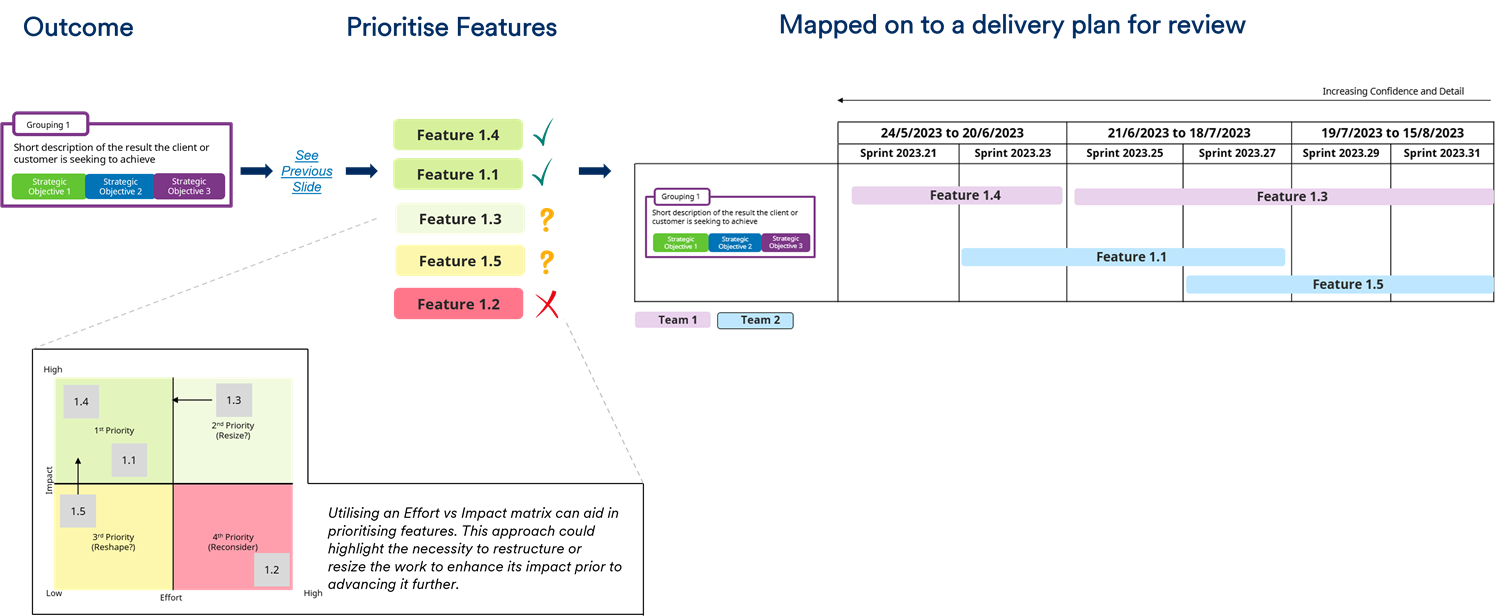 Outcome
Prioritise Features
Mapped on to a delivery plan for review
Grouping 1
Short description of the result the client or
customer is seeking to achieve
Strategic
Objective 1
Strategic
Objective 2
Strategic
Objective 3
See
Previous
Slide
Feature 1.4
Feature 1.1
Feature 1.3
?
Feature 1.5
?
Feature 1.2
Increasing Confidence and Detail
24/5/2023 to 20/6/2023
21/6/2023 to 18/7/2023
19/7/2023 to 15/8/2023
Sprint 2023.21
Sprint 2023.23
Sprint 2023.25
Sprint 2023.27
Sprint 2023.29
Sprint 2023.31
Grouping 1
Short description of the result the client or
customer is seeking to achieve
Strategic
Objective 1
Strategic
Objective 2
Strategic
Objective 3
Feature 1.4
Feature 1.3
Feature 1.1
Feature 1.5
Team 1
Team 2
High
1.4
1.3
1st Priority
2nd Priority
(Resize?)
1.1
Impact
1.5
3rd Priority
(Reshape?)
4th Priority
(Reconsider)
1.2
Low
Effort
High
Utilising an Effort vs Impact matrix can aid in
prioritising features. This approach could
highlight the necessity to restructure or
resize the work to enhance its impact prior to
advancing it further.